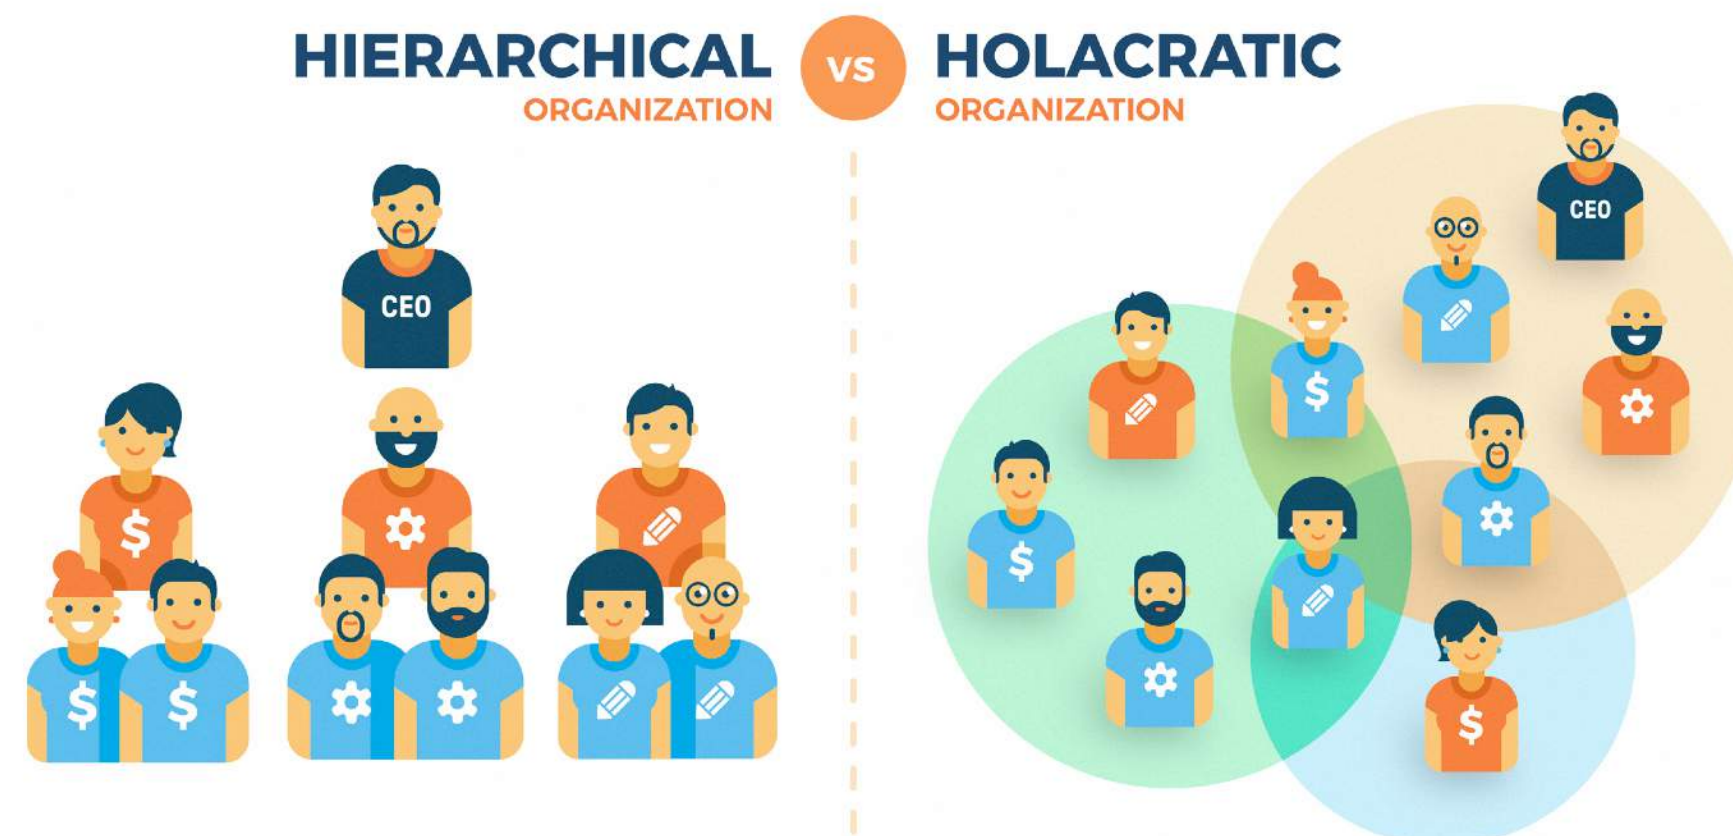 HIERARCHICAL
ORGANIZATION
VS
HOLACRATIC
ORGANIZATION
CEO
$
$
$
CEO
$
$
$